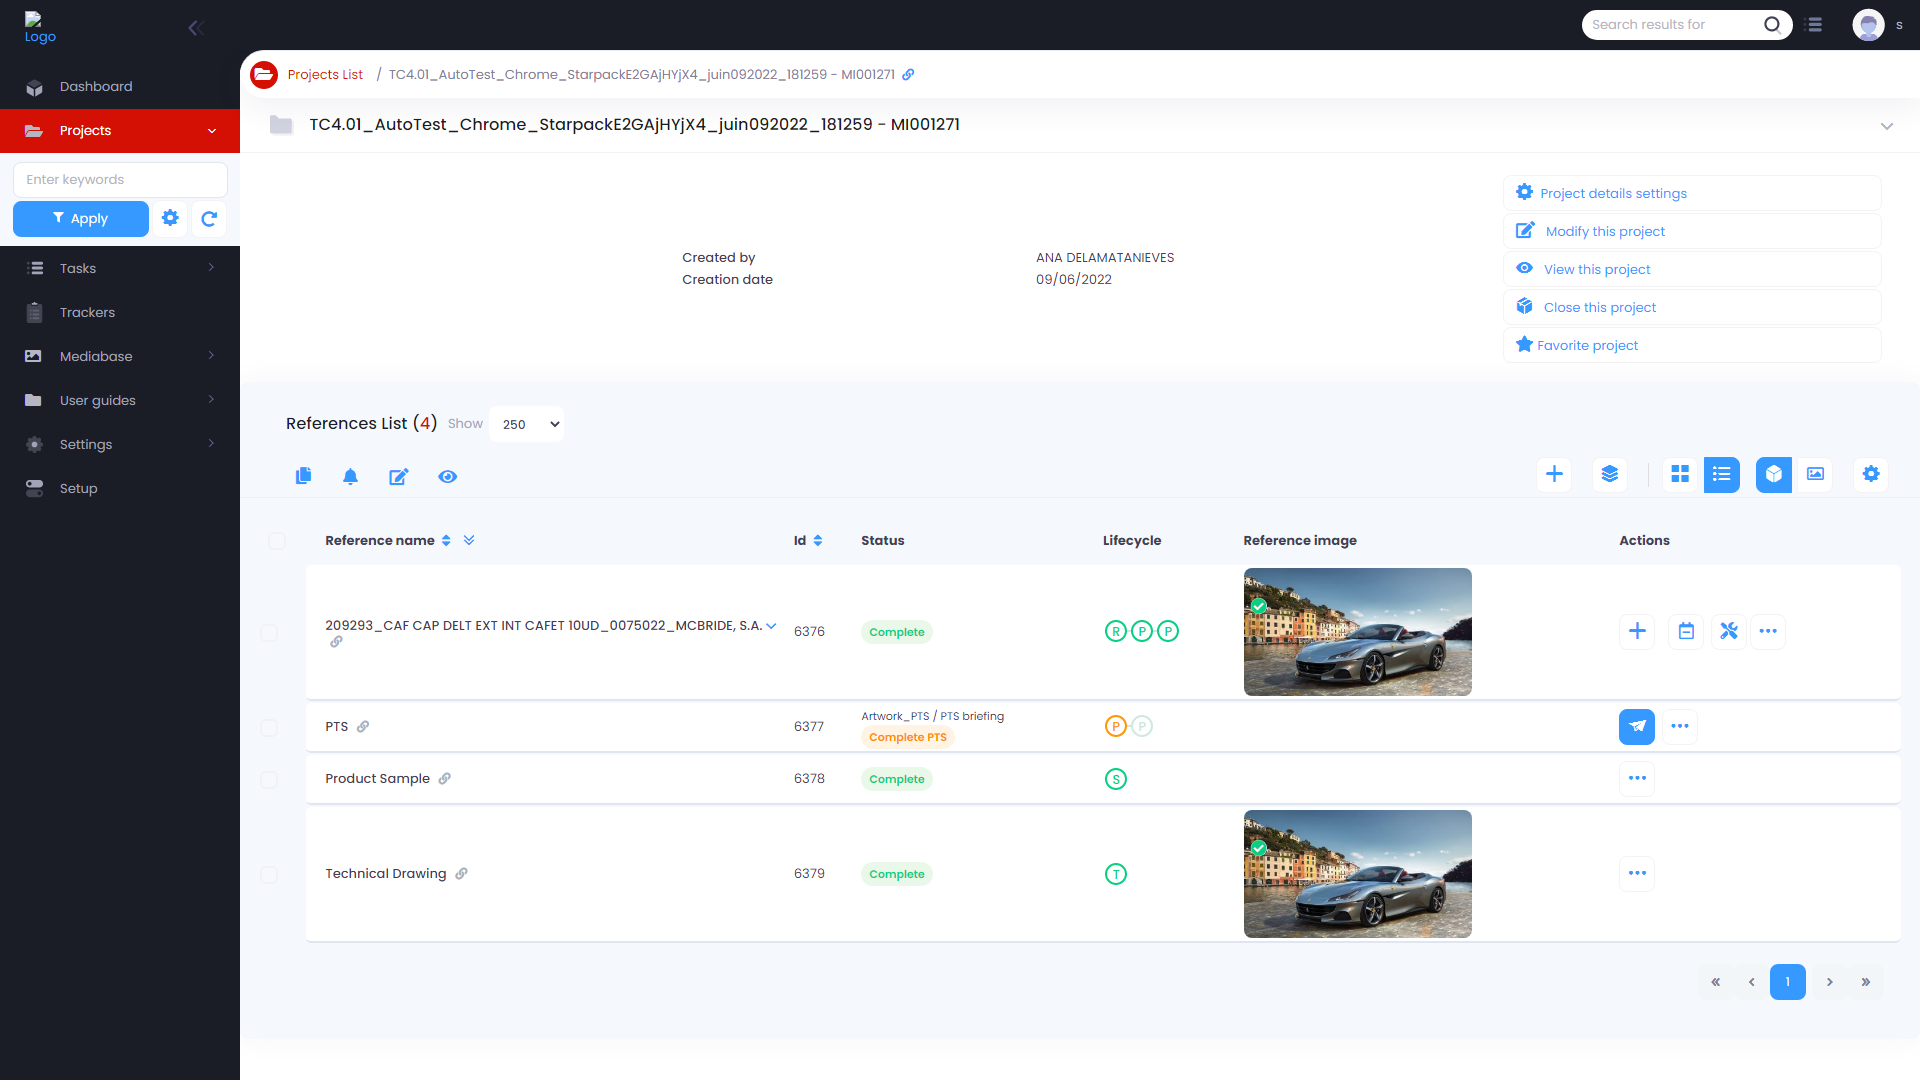 Logo
Search results for
s
Dashboard
Projects
Enter keywords
Apply
Tasks
Trackers
Mediabase
User guides
Settings
Setup
Projects List / TC4.01_AutoTest_Chrome_StarpackE2GAjHYjX4_juin092022_181259 - MI001271
TC4.01_AutoTest_Chrome_StarpackE2GAjHYjX4_juin092022_181259 - MI001271
Created by ANA DELAMATANIEVES
Creation date 09/06/2022
Project details settings
Modify this project
View this project
Close this project
Favorite project
References List (4) Show 250
Reference name Id Status Lifecycle Reference image Actions
209293_CAF CAP DELT EXT INT CAFET 10UD_0075022_MCBRIDE, S.A. 6376 Complete R P P
PTS 6377 Artwork_PTS / PTS briefing
Complete PTS P P
Product Sample 6378 Complete S
Technical Drawing 6379 Complete T
« ‹ 1 › »